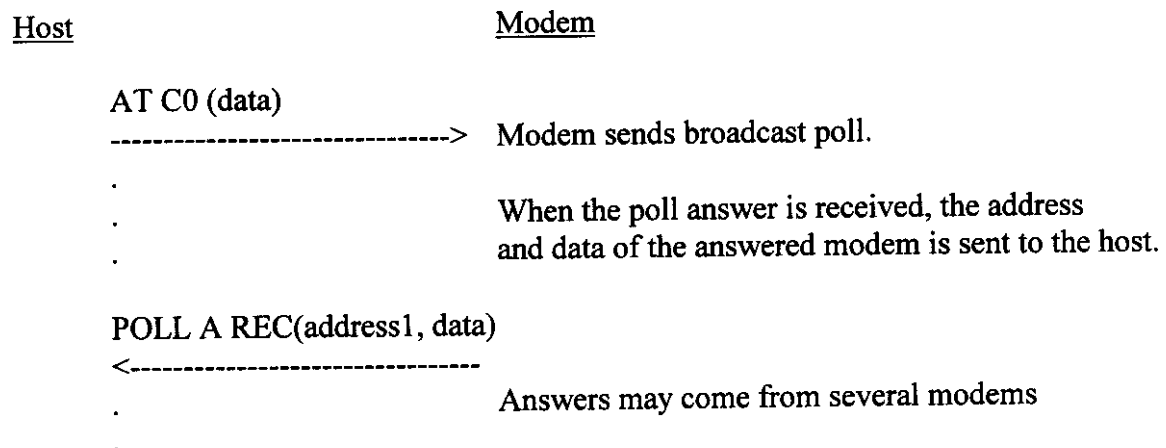 Host Modem
AT C0 (data)
--------------------------------> Modem sends broadcast poll.
.
. When the poll answer is received, the address
. and data of the answered modem is sent to the host.
POLL A REC(address1, data)
<---------------------------------
. Answers may come from several modems
.